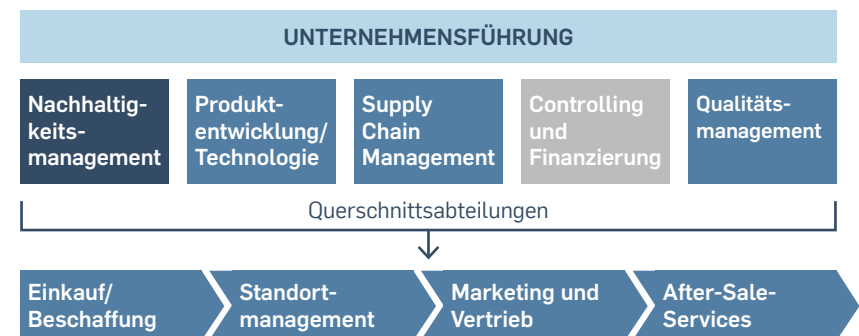 UNTERNEHMENSFÜHRUNG
Nachhaltig-
keits-
management
Produkt-
entwicklung/
Technologie
Supply
Chain
Management
Controlling
und
Finanzierung
Qualitäts-
management
Querschnittsabteilungen
Einkauf/
Beschaffung
Standort-
management
Marketing und
Vertrieb
After-Sale-
Services